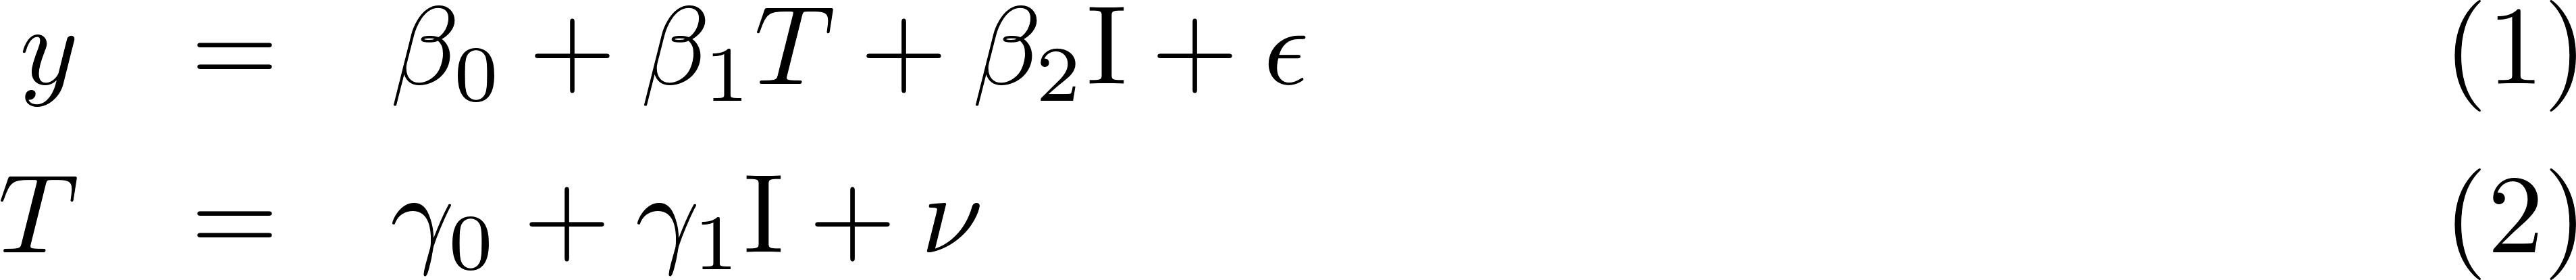 y = β₀ + β₁T + β₂I + ϵ (1)
T = γ₀ + γ₁I + ν (2)